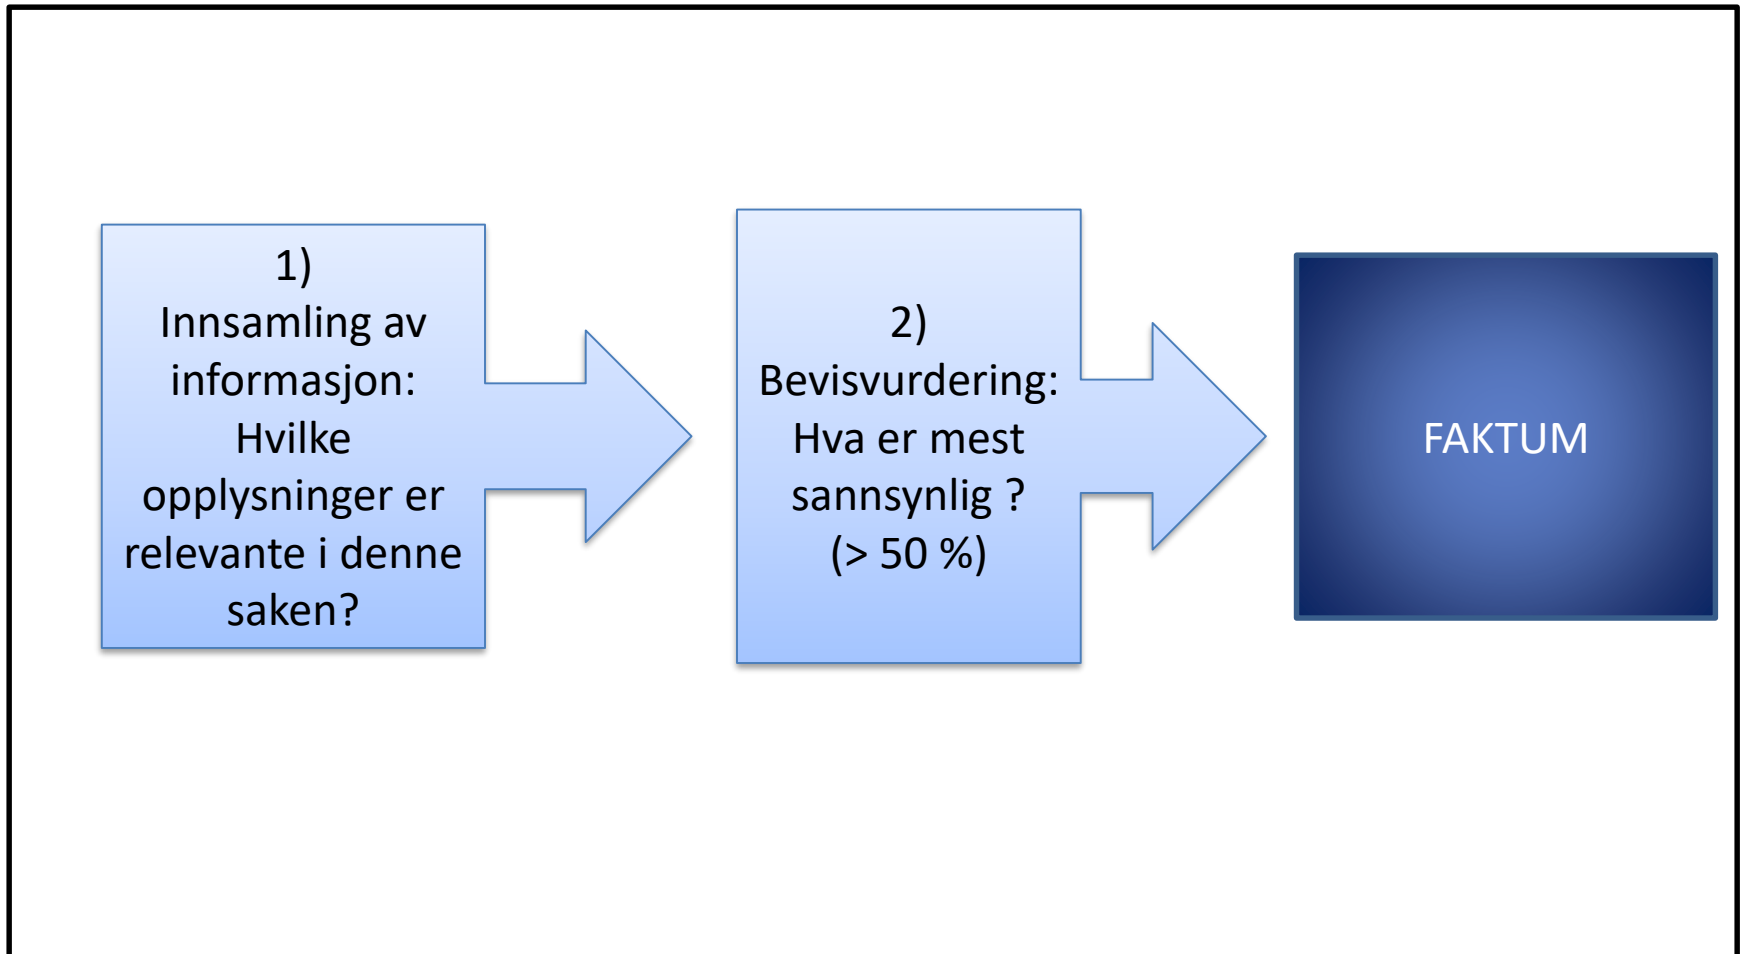 1)
Innsamling av
informasjon:
Hvilke
opplysninger er
relevante i denne
saken?
2)
Bevisvurdering:
Hva er mest
sannsynlig ?
(> 50 %)
FAKTUM